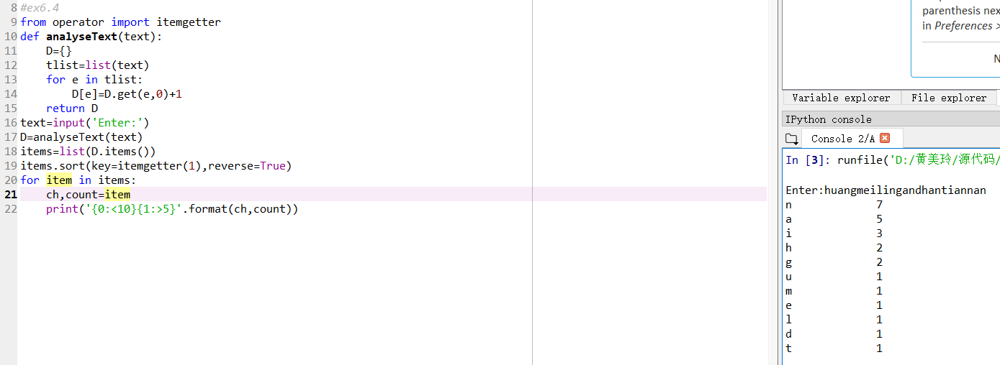 8 #ex6.4
9 from operator import itemgetter
10 def analyseText(text):
11     D={}
12     tlist=list(text)
13     for e in tlist:
14         D[e]=D.get(e,0)+1
15     return D
16 text=input('Enter:')
17 D=analyseText(text)
18 items=list(D.items())
19 items.sort(key=itemgetter(1),reverse=True)
20 for item in items:
21     ch,count=item
22     print('{0:<10}{1:>5}'.format(ch,count))
parenthesis nex
in Preferences >
N
Variable explorer File explorer
IPython console
Console 2/A
In [3]: runfile('D:/黄美玲/源代码/
Enter:huangmeilingandhantiannan
n 7
a 5
i 3
h 2
g 2
u 1
m 1
e 1
l 1
d 1
t 1